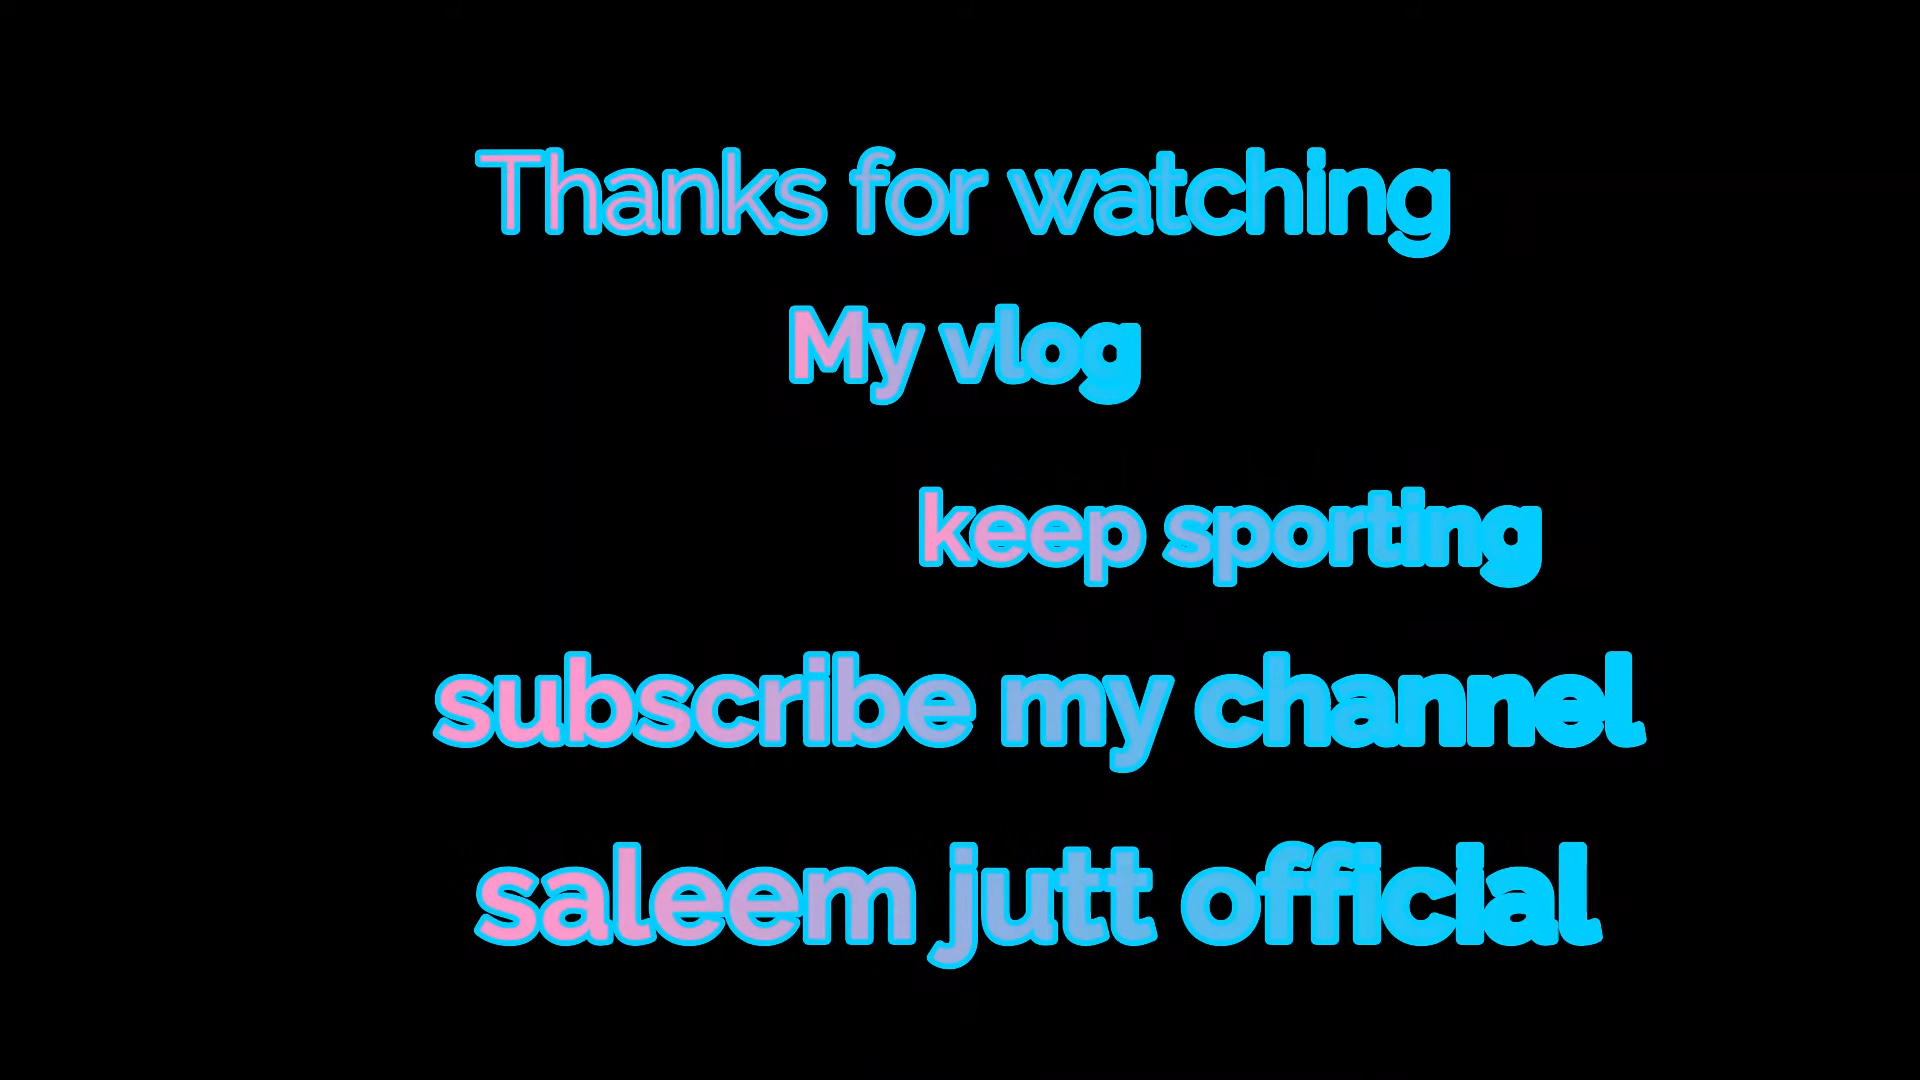 Thanks for watching
My vlog
keep sporting
subscribe my channel
saleem jutt official